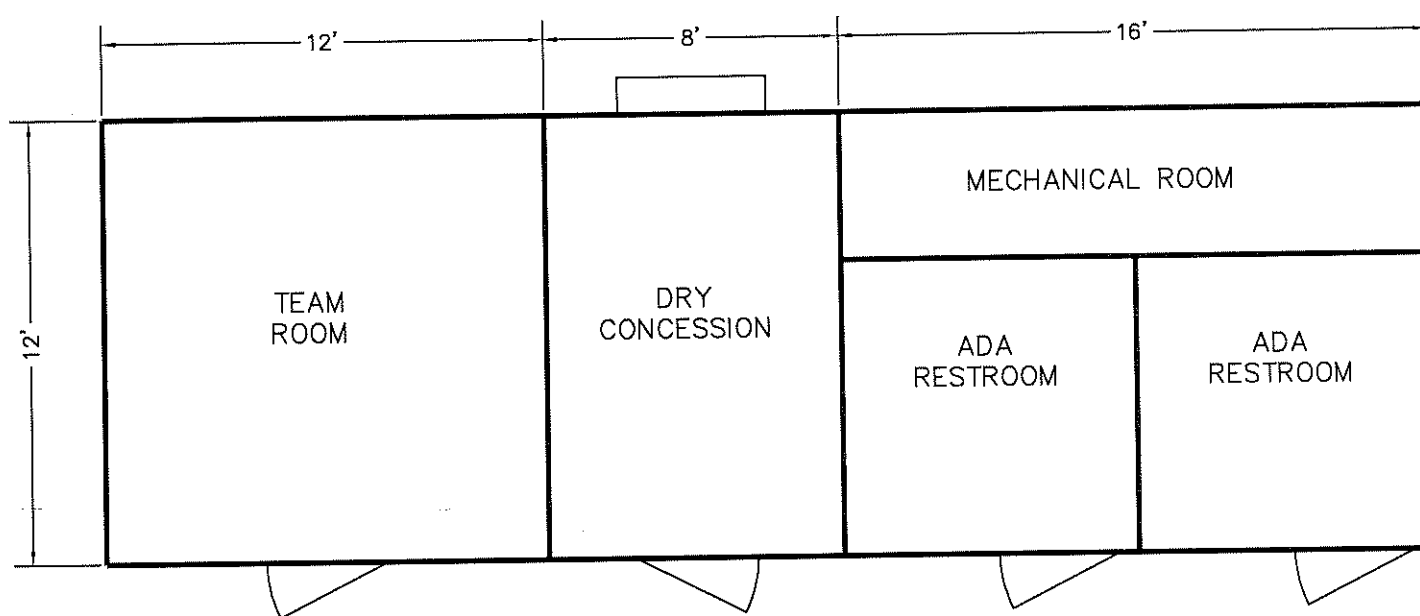 12'
8'
16'
12'
MECHANICAL ROOM
TEAM
ROOM
DRY
CONCESSION
ADA
RESTROOM
ADA
RESTROOM